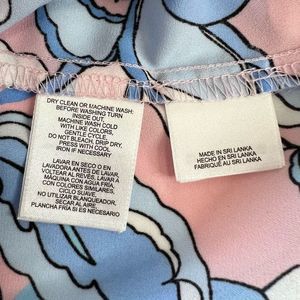 DRY CLEAN OR MACHINE WASH:
BEFORE WASHING TURN
INSIDE OUT,
MACHINE WASH COLD
WITH LIKE COLORS,
GENTLE CYCLE.
DO NOT BLEACH, DRIP DRY.
PRESS WITH COOL
IRON IF NECESSARY
LAVAR EN SECO O EN
LAVADORA ANTES DE LAVAR,
VOLTEAR AL REVES, LAVAR A
MAQUINA CON AGUA FRIA
CON COLORES SIMILARES,
CICLO SUAVE.
NO UTILIZAR BLANQUEADOR,
SECAR AL AIRE.
PLANCHA FRÍA SI ES NECESARIO
MADE IN SRI LANKA
HECHO EN SRI LANKA
FABRIQUÉ AU SRI LANKA